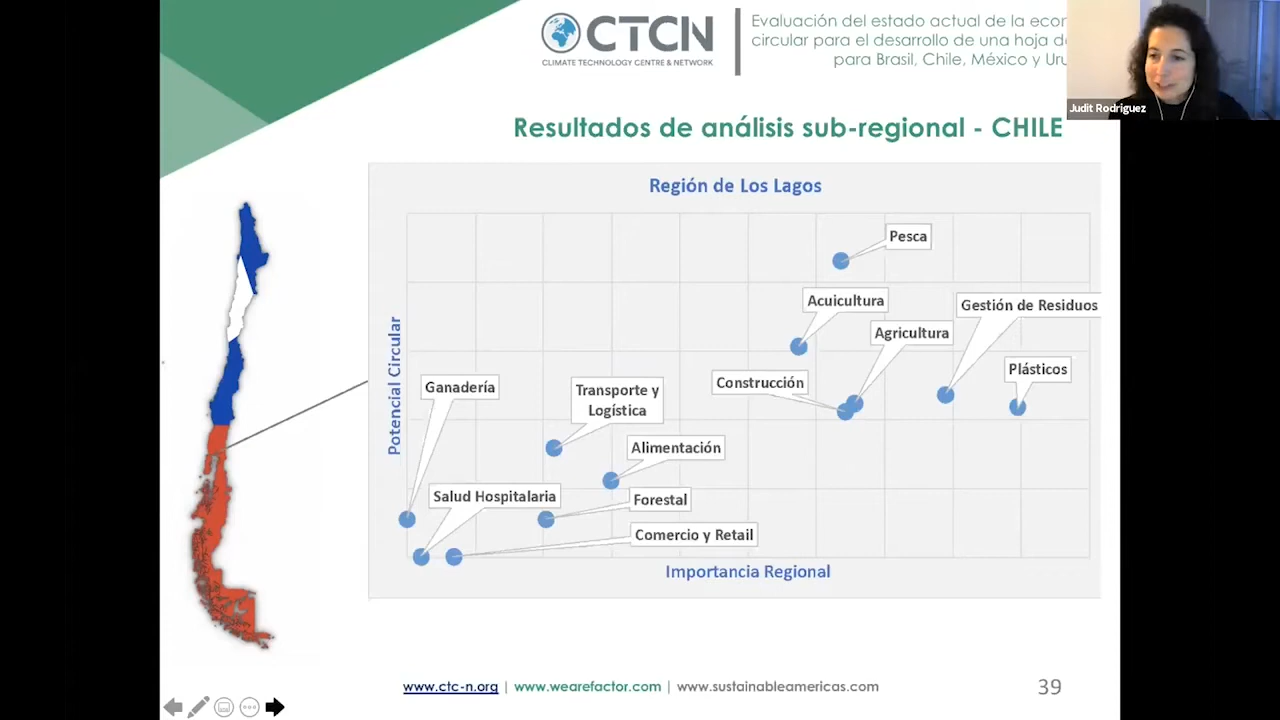 CTCN
CLIMATE TECHNOLOGY CENTRE & NETWORK
Evaluación del estado actual de la
circular para el desarrollo de una hoja
para Brasil, Chile, México y
Judit Rodríguez
Resultados de análisis sub-regional - CHILE
Región de Los Lagos
Pesca
Acuicultura
Gestión de Residuos
Agricultura
Plásticos
Construcción
Ganadería
Transporte y
Logística
Alimentación
Salud Hospitalaria
Forestal
Comercio y Retail
Potencial Circular
Importancia Regional
www.ctc-n.org | www.wearefactor.com | www.sustainableamericas.com
39